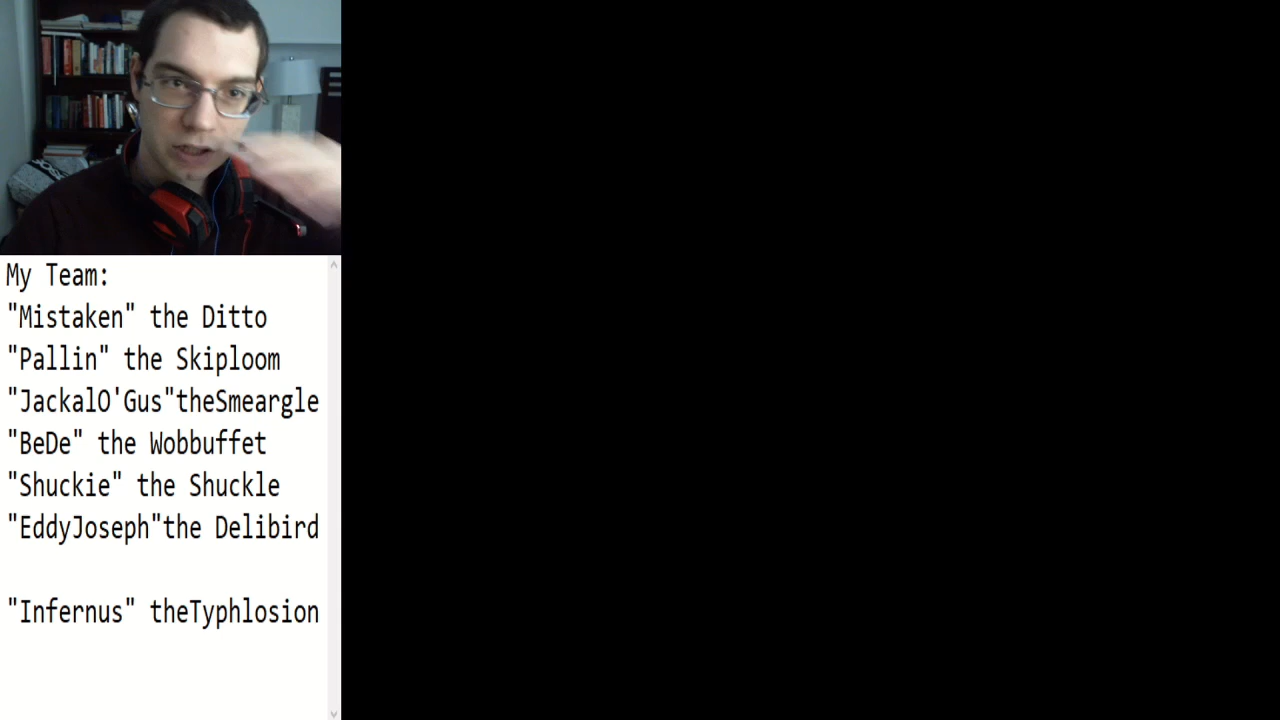 My Team:
"Mistaken" the Ditto
"Pallin" the Skiploom
"JackalO'Gus"theSmeargle
"BeDe" the Wobbuffet
"Shuckie" the Shuckle
"EddyJoseph"the Delibird
"Infernus" theTyphlosion